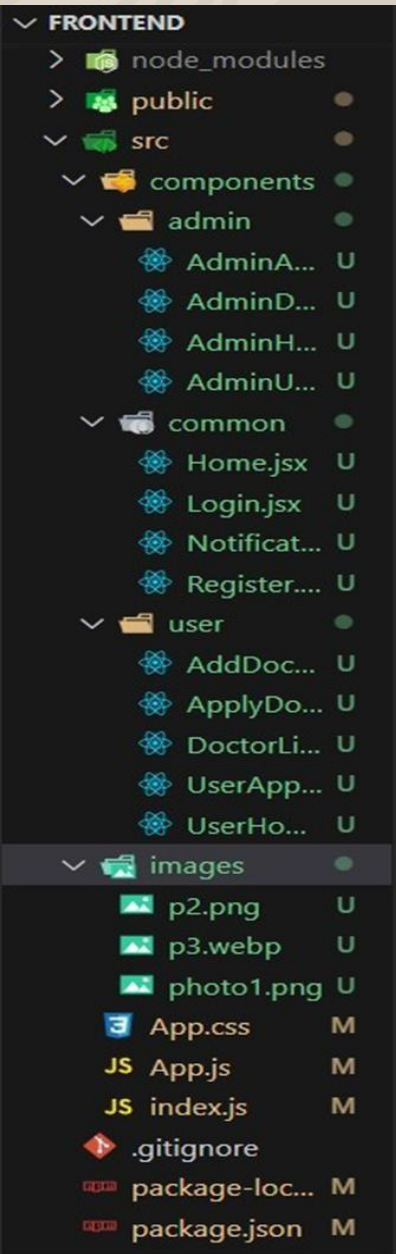 FRONTEND
node_modules
public
src
components
admin
AdminA... U
AdminD... U
AdminH... U
AdminU... U
common
Home.jsx U
Login.jsx U
Notificat... U
Register.... U
user
AddDoc... U
ApplyDo... U
DoctorLi... U
UserApp... U
UserHo... U
images
p2.png U
p3.webp U
photo1.png U
App.css M
JS App.js M
JS index.js M
.gitignore
package-loc... M
package.json M